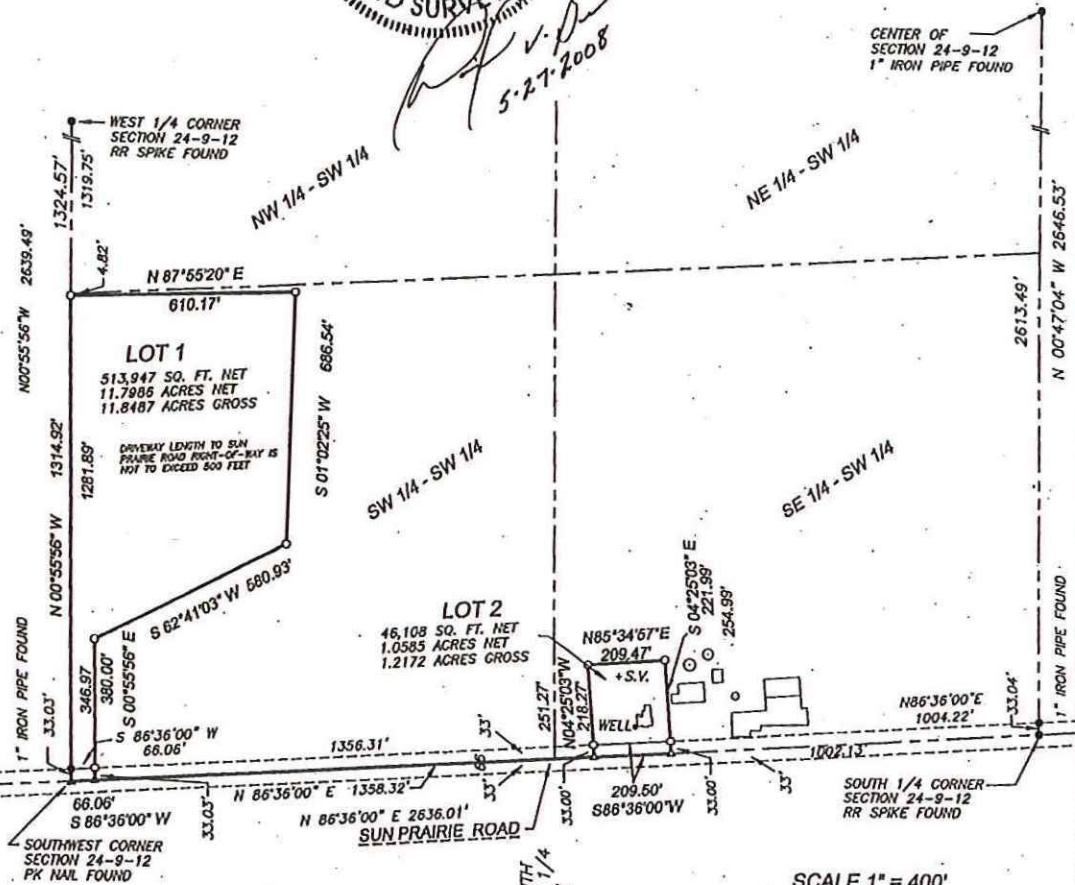 D SURVE
5-27-2008
CENTER OF
SECTION 24-9-12
1" IRON PIPE FOUND
WEST 1/4 CORNER
SECTION 24-9-12
RR SPIKE FOUND
1324.57'
1319.75'
NW 1/4 - SW 1/4
NE 1/4 - SW 1/4
N00°55'56"W 2639.49'
4.82'
N 87°55'20" E
610.17'
2613.49'
N 00°47'04" W 2646.53'
LOT 1
513,947 SQ. FT. NET
11.7986 ACRES NET
11.8487 ACRES GROSS
DRIVEWAY LENGTH TO SUN
PRAIRIE ROAD RIGHT-OF-WAY IS
NOT TO EXCEED 500 FEET
S 01°02'25" W 686.54'
N 00°55'56" W 1314.92'
1281.89'
SW 1/4 - SW 1/4
SE 1/4 - SW 1/4
S 62°41'03" W 580.93'
LOT 2
46,108 SQ. FT. NET
1.0585 ACRES NET
1.2172 ACRES GROSS
N85°34'57"E
209.47'
+S.V.
WELL
S 04°25'03" E
221.99'
254.99'
1" IRON PIPE FOUND
33.03'
346.97
380.00'
S 00°55'56" E
S 86°36'00" W
66.06'
1356.31'
33'
66'
33'
251.27'
N04°25'03"W
218.27'
N86°36'00"E
1004.22'
33.04'
1" IRON PIPE FOUND
1002.13'
33'
N 86°36'00" E 1358.32'
66.06'
S 86°36'00" W
33.03'
N 86°36'00" E 2636.01'
SUN PRAIRIE ROAD
33.00'
209.50'
S86°36'00"W
33.00'
SOUTH 1/4 CORNER
SECTION 24-9-12
RR SPIKE FOUND
SOUTHWEST CORNER
SECTION 24-9-12
PK NAIL FOUND
TH
1/4
SCALE 1" = 400'